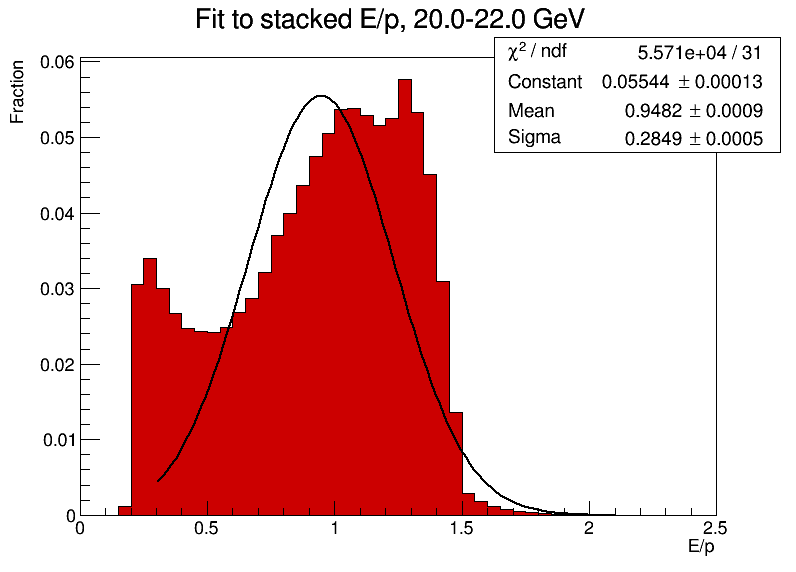 Fit to stacked E/p, 20.0-22.0 GeV
χ² / ndf 5.571e+04 / 31
Constant 0.05544 ± 0.00013
Mean 0.9482 ± 0.0009
Sigma 0.2849 ± 0.0005
Fraction
0.06
0.05
0.04
0.03
0.02
0.01
0
0 0.5 1 1.5 2 2.5
E/p